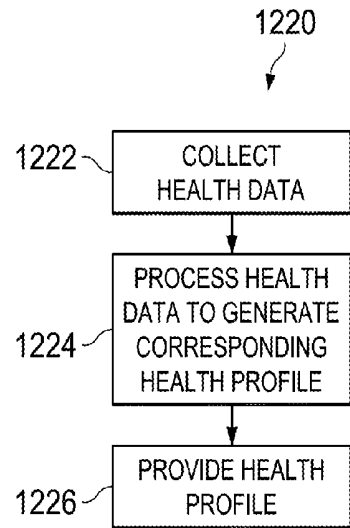 1220
1222
COLLECT
HEALTH DATA
1224
PROCESS HEALTH
DATA TO GENERATE
CORRESPONDING
HEALTH PROFILE
1226
PROVIDE HEALTH
PROFILE